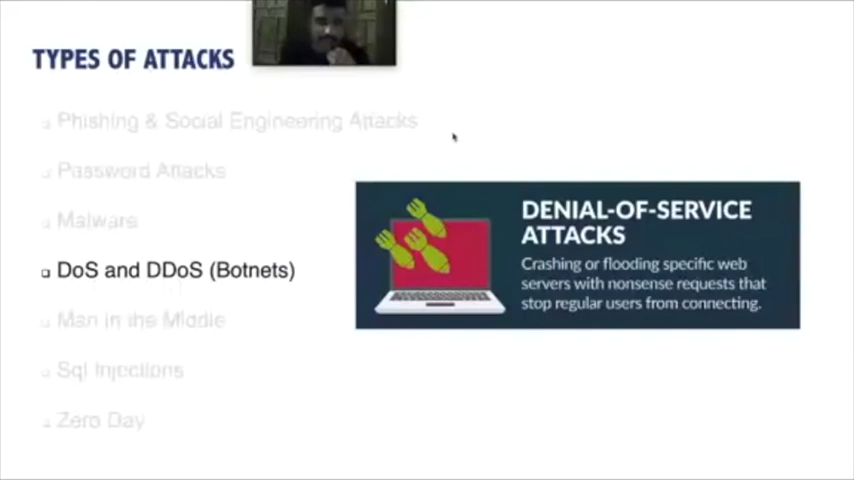 TYPES OF ATTACKS
Phishing & Social Engineering Attacks
Password Attacks
Malware
DoS and DDoS (Botnets)
Man in the Middle
Sql Injections
Zero Day
DENIAL-OF-SERVICE
ATTACKS
Crashing or flooding specific web
servers with nonsense requests that
stop regular users from connecting.